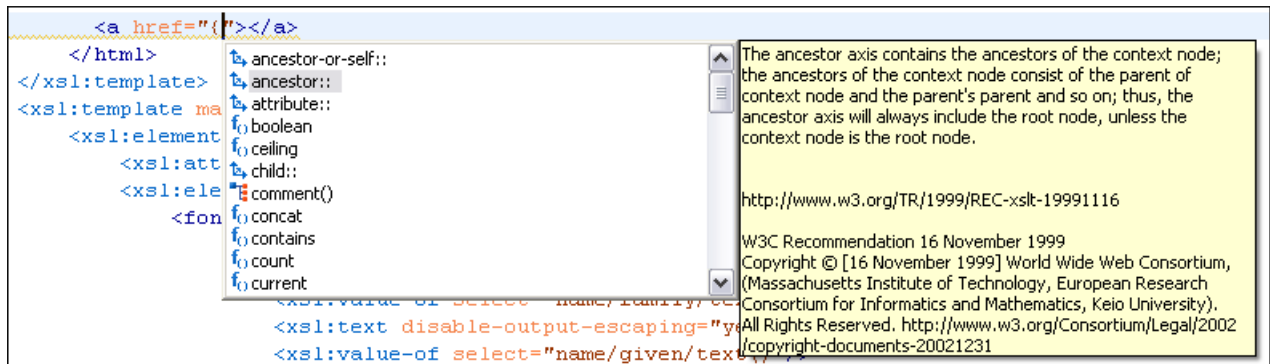 <a href="{"></a>
</html>
</xsl:template>
<xsl:template ma
<xsl:element
<xsl:att
<xsl:ele
<fon
ancestor-or-self::
ancestor::
attribute::
boolean
ceiling
child::
comment()
concat
contains
count
current
The ancestor axis contains the ancestors of the context node;
the ancestors of the context node consist of the parent of
context node and the parent's parent and so on; thus, the
ancestor axis will always include the root node, unless the
context node is the root node.
http://www.w3.org/TR/1999/REC-xslt-19991116
W3C Recommendation 16 November 1999
Copyright © [16 November 1999] World Wide Web Consortium,
(Massachusetts Institute of Technology, European Research
Consortium for Informatics and Mathematics, Keio University).
All Rights Reserved. http://www.w3.org/Consortium/Legal/2002
/copyright-documents-20021231
<xsl:value-of select="name/family/
<xsl:text disable-output-escaping="ye
<xsl:value-of select="name/given/text